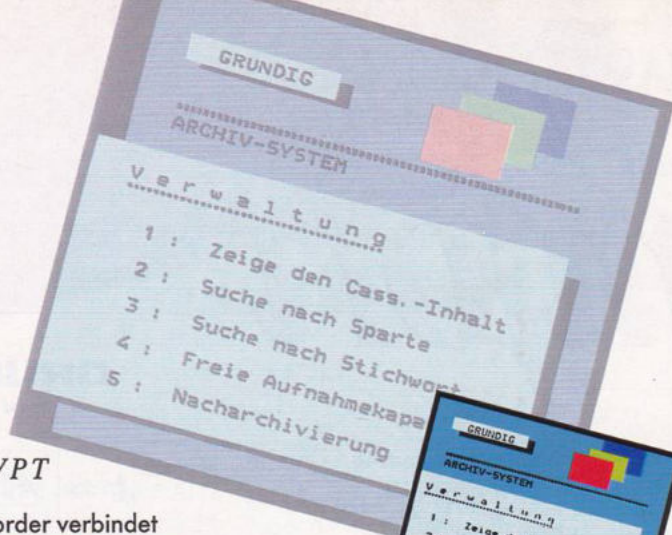 GRUNDIG
ARCHIV-SYSTEM
Verwaltung
1 : Zeige den Cass.-Inhalt
2 : Suche nach Sparte
3 : Suche nach Stichwort
4 : Freie Aufnahmekapa
5 : Nacharchivierung
VPT
order verbindet
GRUNDIG
ARCHIV-SYSTEM
Verwaltung
1 : Zeige